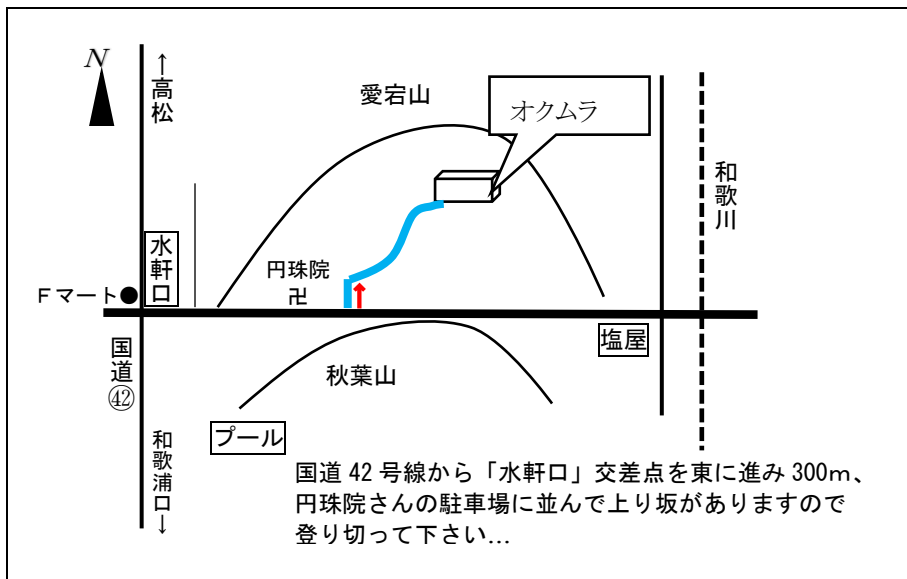 N
↑高松
愛宕山
オクムラ
和歌川
水軒口
円珠院
卍
Fマート●
塩屋
国道㊷
秋葉山
プール
和歌浦口→
国道 42 号線から「水軒口」交差点を東に進み 300m、
円珠院さんの駐車場に並んで上り坂がありますので
登り切って下さい…